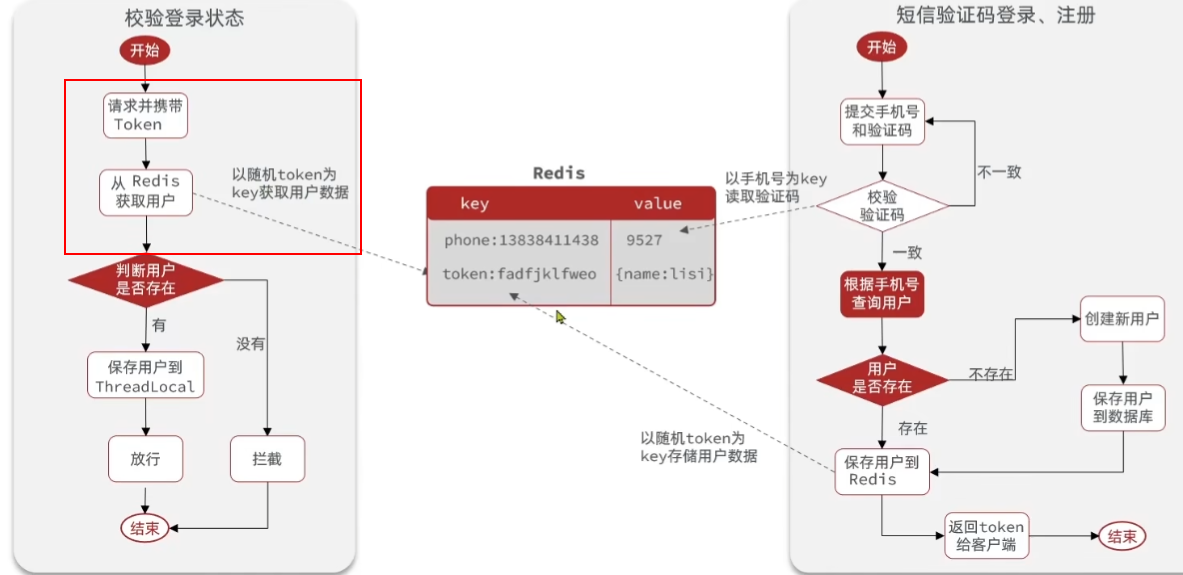 校验登录状态
开始
请求并携带
Token
从 Redis
获取用户
以随机token为
key获取用户数据
判断用户
是否存在
有
没有
保存用户到
ThreadLocal
放行
拦截
结束
Redis
key
value
phone:13838411438
9527
token:fadfjklfweo
{name:lisi}
以手机号为key
读取验证码
以随机token为
key存储用户数据
短信验证码登录、注册
开始
提交手机号
和验证码
不一致
校验
验证码
一致
根据手机号
查询用户
用户
是否存在
不存在
创建新用户
保存用户
到数据库
存在
保存用户到
Redis
返回token
给客户端
结束